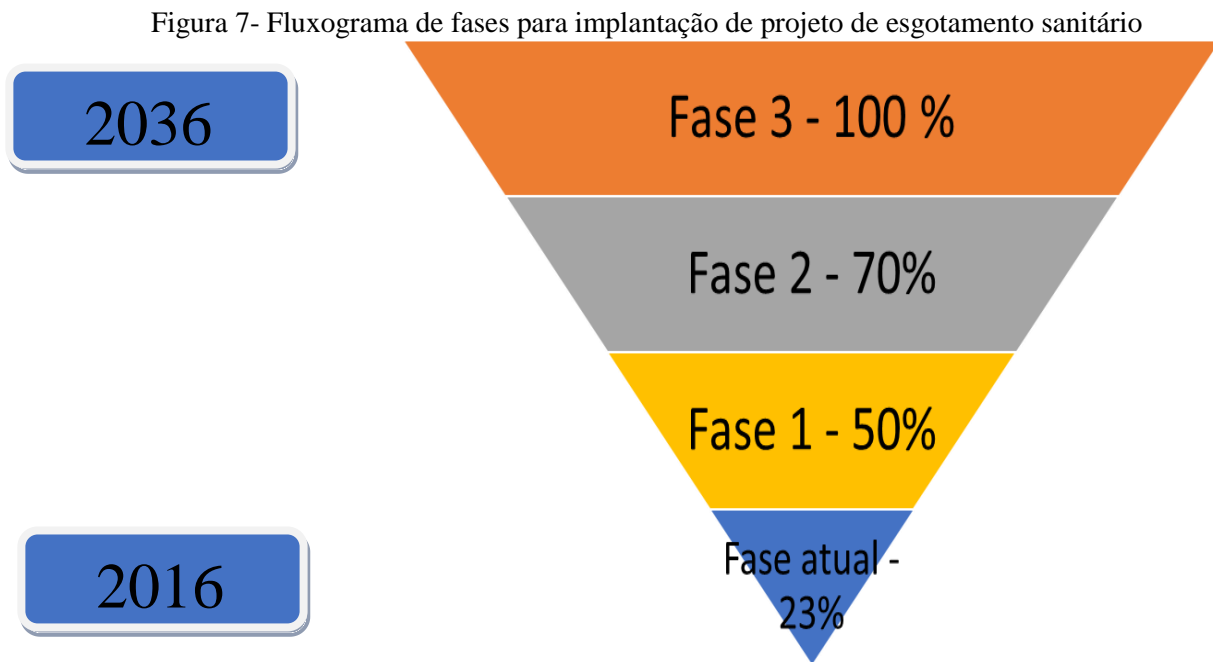 Figura 7- Fluxograma de fases para implantação de projeto de esgotamento sanitário
2036
Fase 3 - 100 %
Fase 2 - 70%
Fase 1 - 50%
2016
Fase atual -
23%